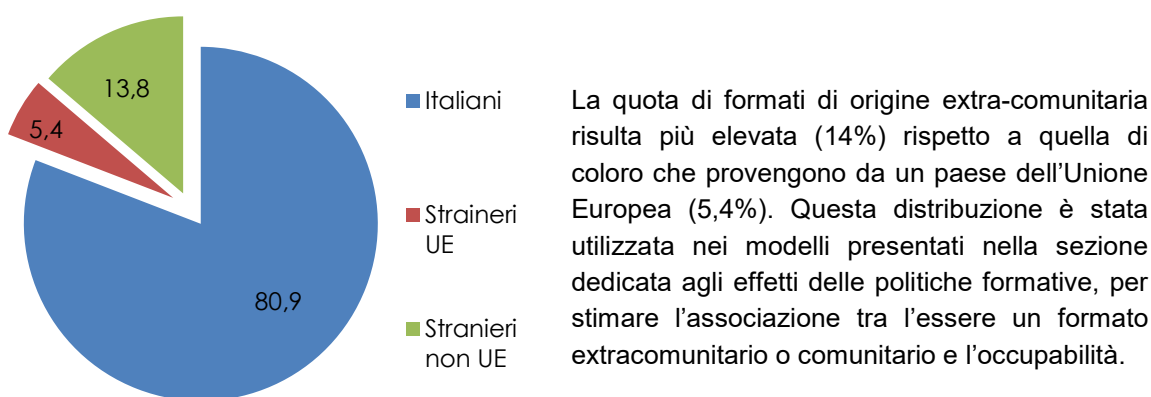 13,8
5,4
80,9
Italiani
Straineri
UE
Stranieri
non UE
La quota di formati di origine extra-comunitaria
risulta più elevata (14%) rispetto a quella di
coloro che provengono da un paese dell’Unione
Europea (5,4%). Questa distribuzione è stata
utilizzata nei modelli presentati nella sezione
dedicata agli effetti delle politiche formative, per
stimare l’associazione tra l’essere un formato
extracomunitario o comunitario e l’occupabilità.